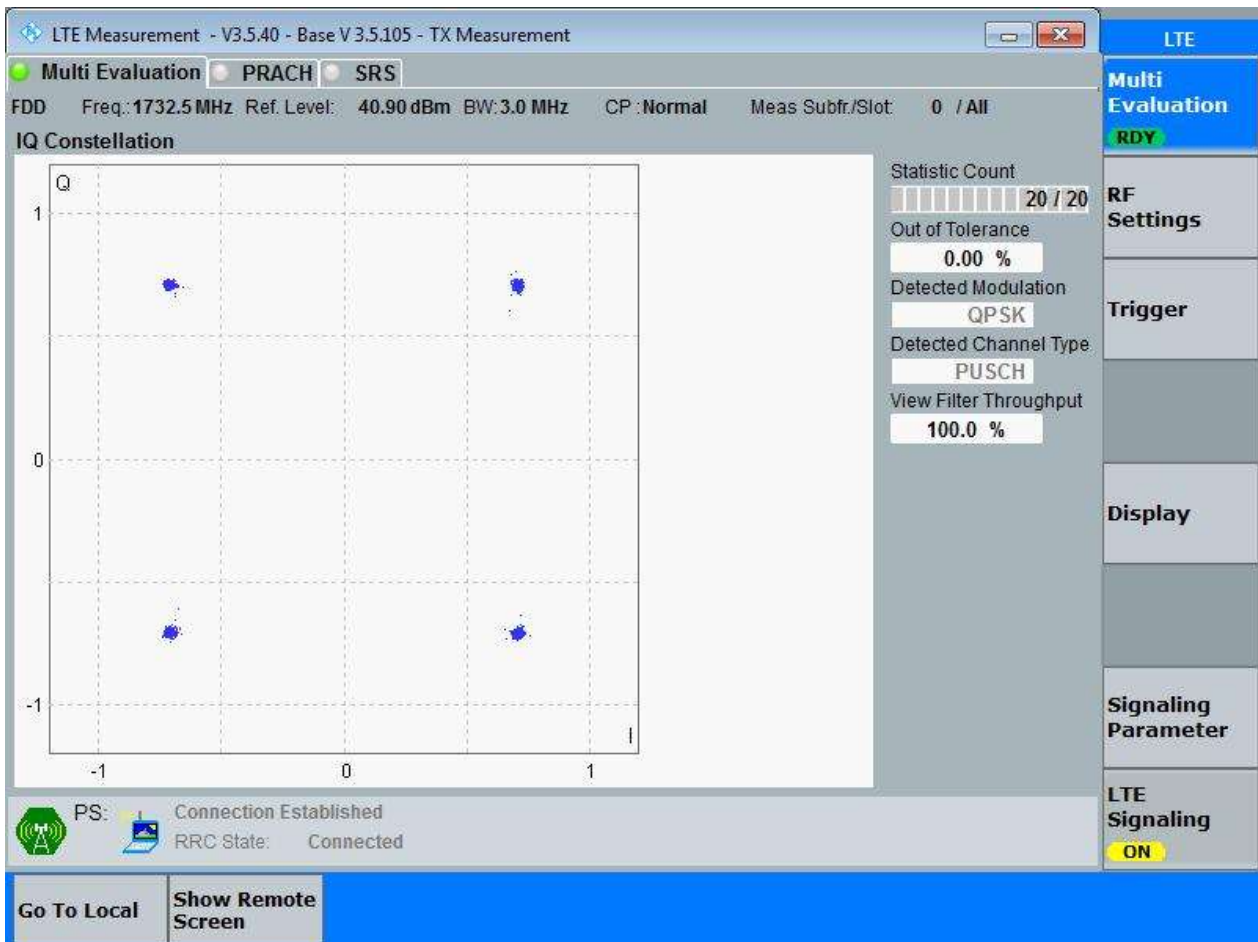 LTE Measurement - V3.5.40 - Base V 3.5.105 - TX Measurement
LTE
Multi Evaluation PRACH SRS
FDD Freq.: 1732.5 MHz Ref. Level: 40.90 dBm BW: 3.0 MHz CP : Normal Meas Subfr./Slot: 0 / All
IQ Constellation
Q
1
0
-1
I
-1 0 1
Statistic Count
20 / 20
Out of Tolerance
0.00 %
Detected Modulation
QPSK
Detected Channel Type
PUSCH
View Filter Throughput
100.0 %
PS: Connection Established
RRC State: Connected
Multi
Evaluation
RDY
RF
Settings
Trigger
Display
Signaling
Parameter
LTE
Signaling
ON
Go To Local
Show Remote
Screen